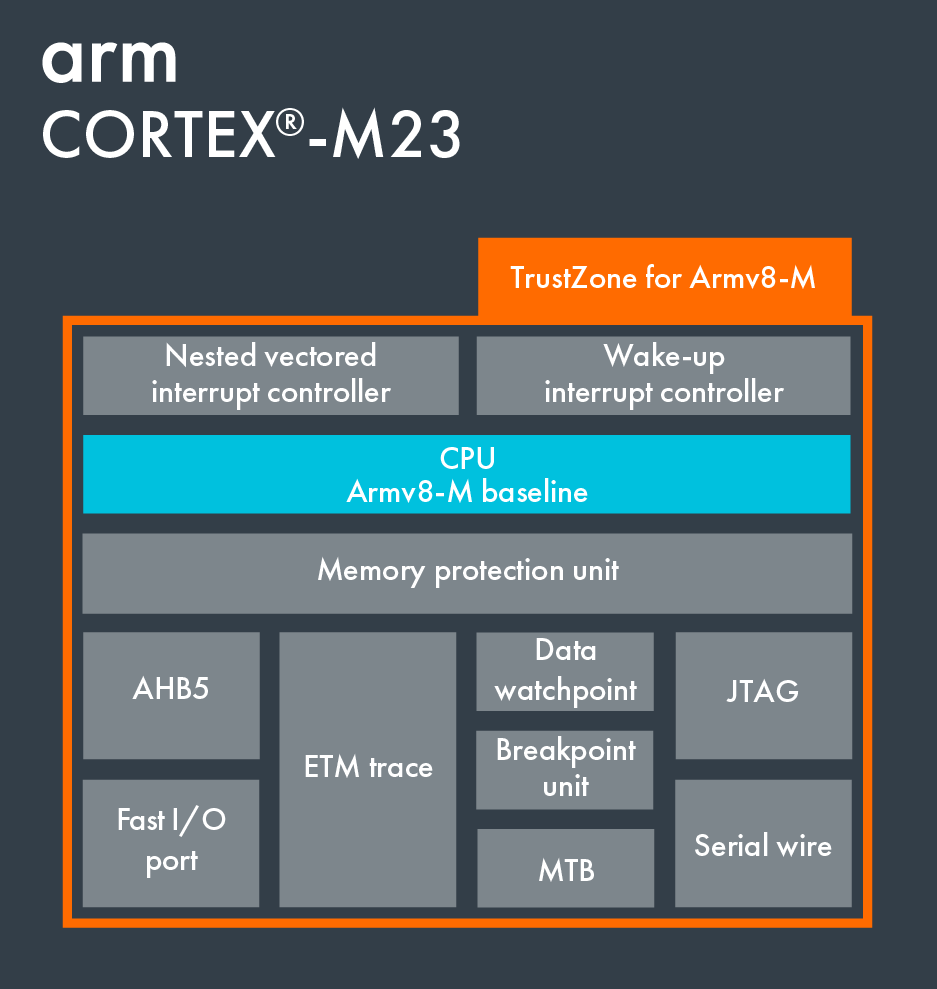 arm
CORTEX®-M23
TrustZone for Armv8-M
Nested vectored
interrupt controller
Wake-up
interrupt controller
CPU
Armv8-M baseline
Memory protection unit
AHB5
Fast I/O
port
ETM trace
Data
watchpoint
Breakpoint
unit
MTB
JTAG
Serial wire